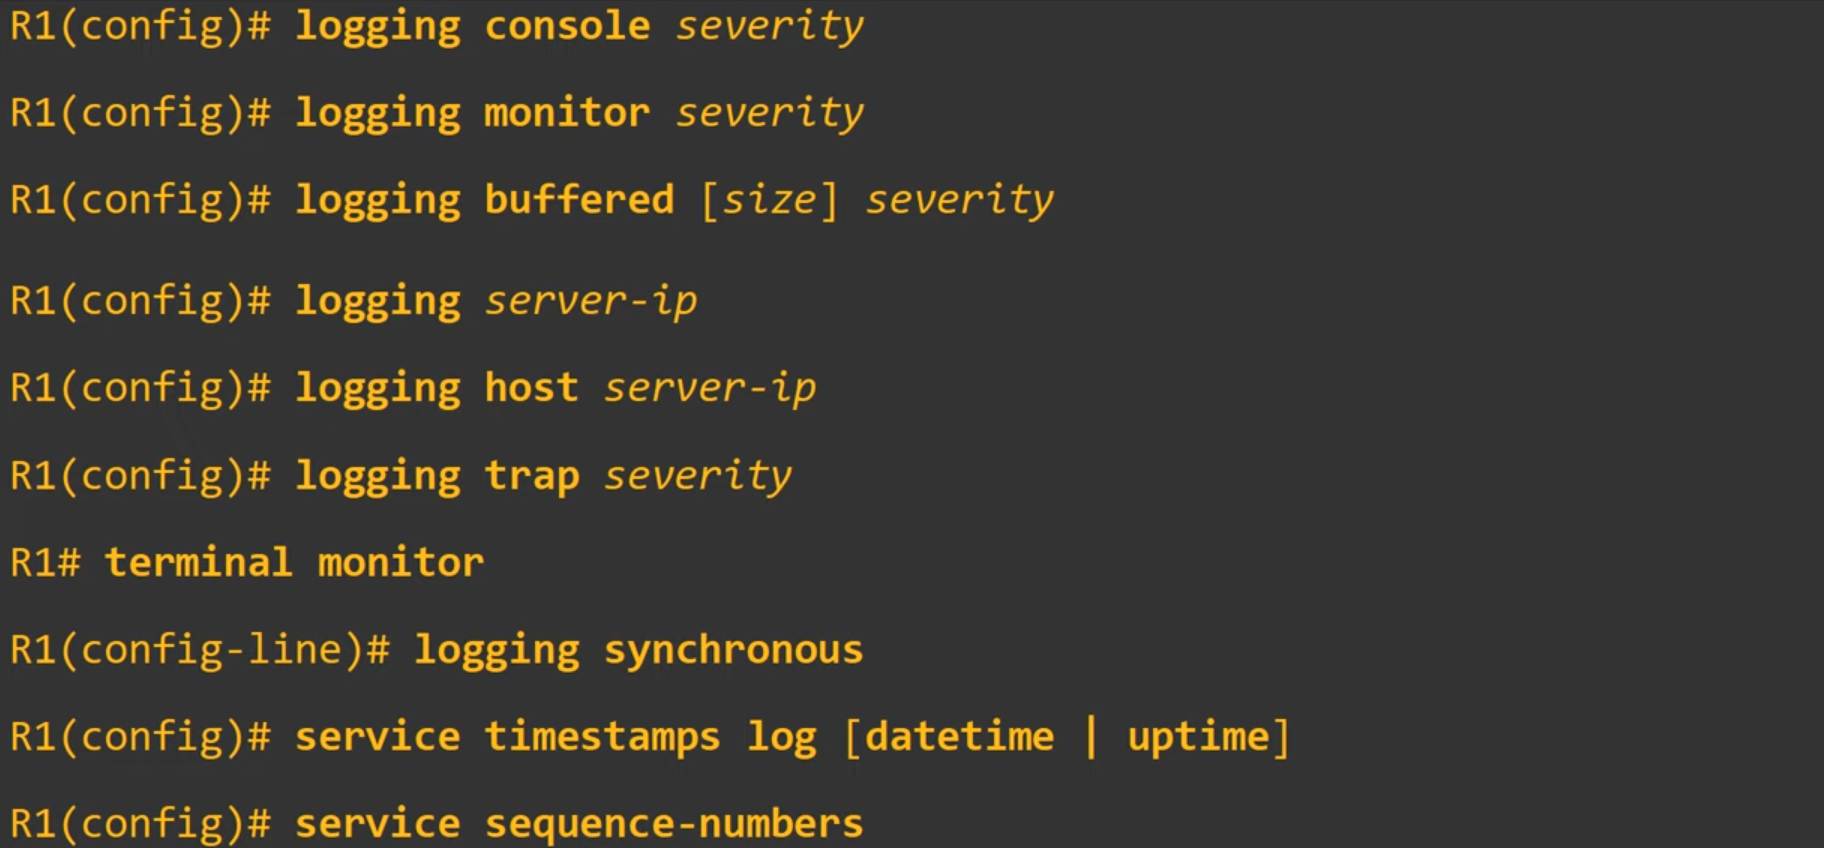 R1(config)# logging console severity
R1(config)# logging monitor severity
R1(config)# logging buffered [size] severity
R1(config)# logging server-ip
R1(config)# logging host server-ip
R1(config)# logging trap severity
R1# terminal monitor
R1(config-line)# logging synchronous
R1(config)# service timestamps log [datetime | uptime]
R1(config)# service sequence-numbers